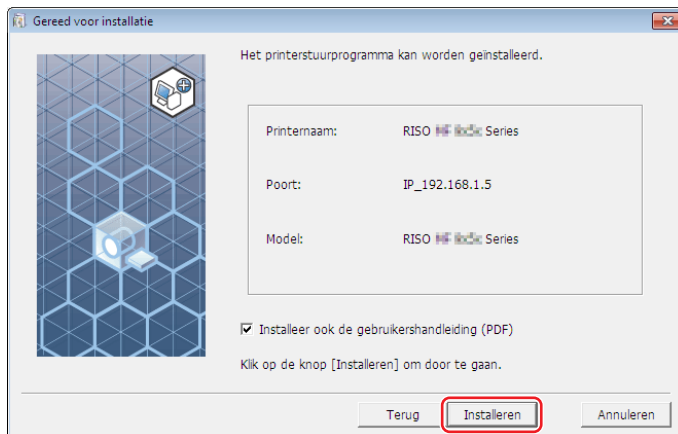 Gereed voor installatie
Het printerstuurprogramma kan worden geïnstalleerd.
Printernaam: RISO Series
Poort: IP_192.168.1.5
Model: RISO Series
Installeer ook de gebruikershandleiding (PDF)
Klik op de knop [Installeren] om door te gaan.
Terug Installeren Annuleren